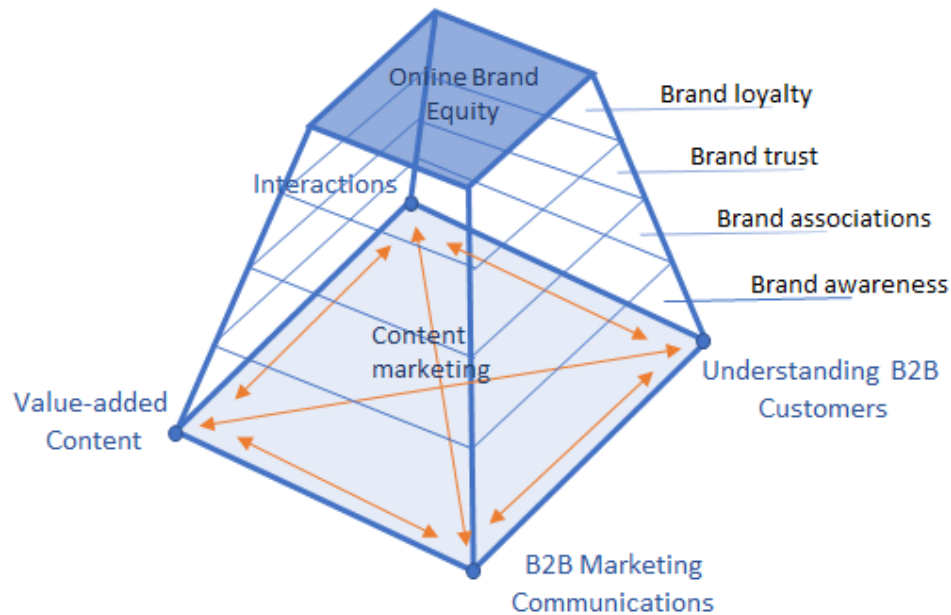 Online Brand
Equity
Brand loyalty
Brand trust
Interactions
Brand associations
Brand awareness
Content
marketing
Understanding B2B
Customers
Value-added
Content
B2B Marketing
Communications